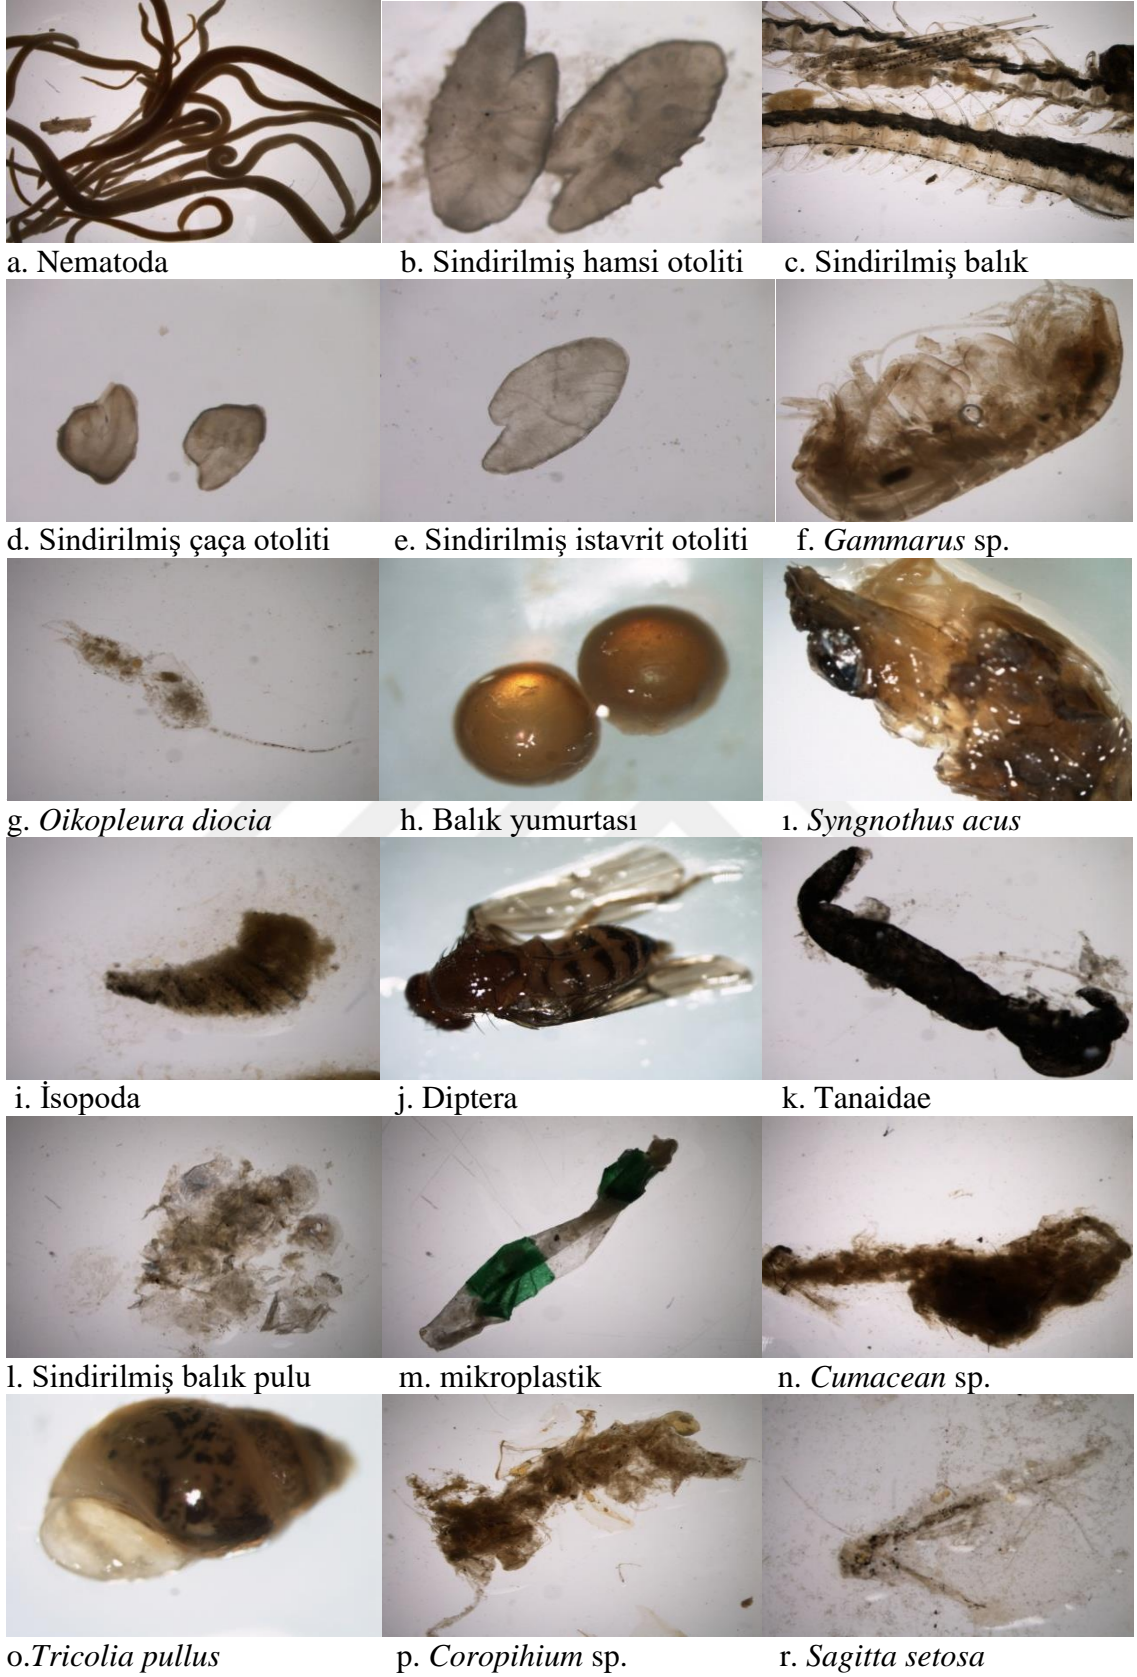 a. Nematoda
b. Sindirilmiş hamsi otoliti
c. Sindirilmiş balık
d. Sindirilmiş çaça otoliti
e. Sindirilmiş istavrit otoliti
f. Gammarus sp.
g. Oikopleura diocia
h. Balık yumurtası
ı. Syngnothus acus
i. İsopoda
j. Diptera
k. Tanaidae
l. Sindirilmiş balık pulu
m. mikroplastik
n. Cumacean sp.
o.Tricolia pullus
p. Coropihium sp.
r. Sagitta setosa